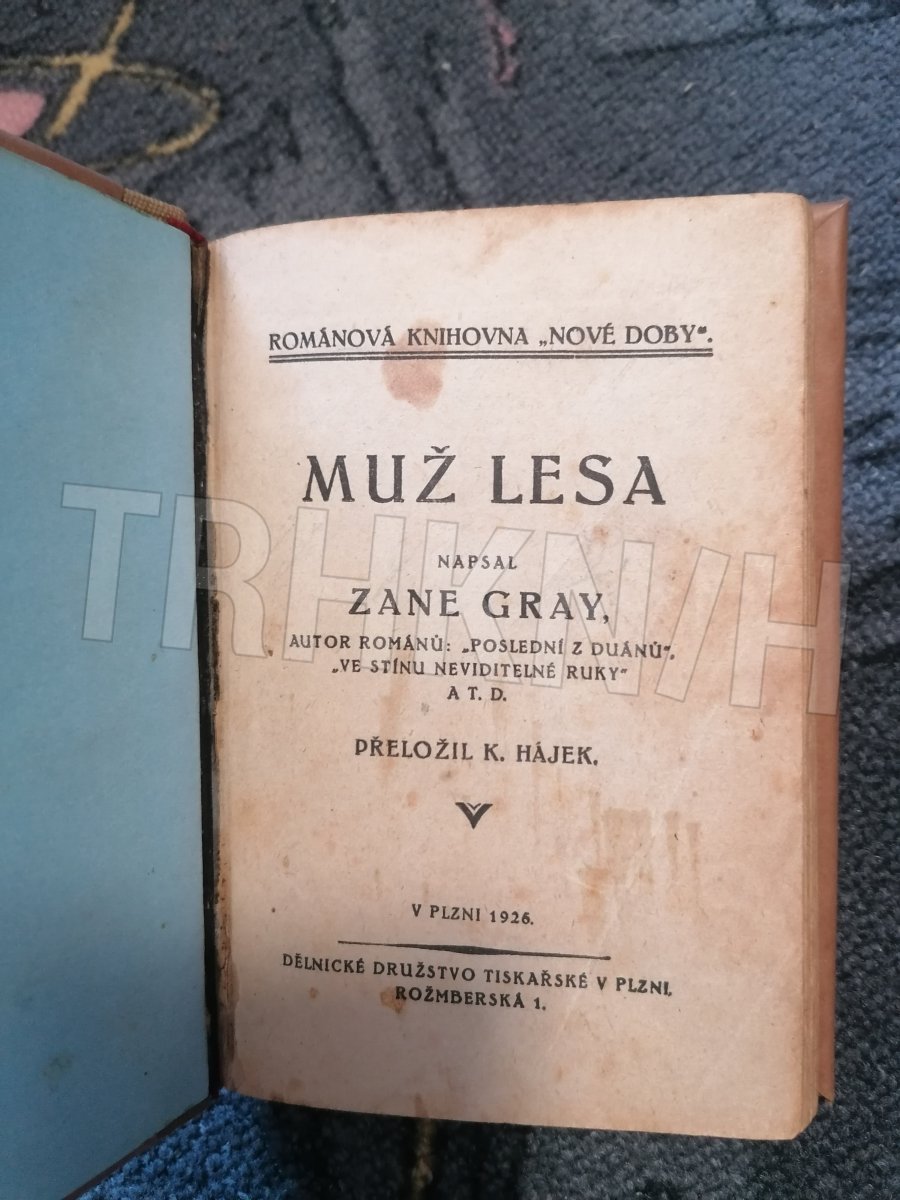 ROMÁNOVÁ KNIHOVNA „NOVÉ DOBY“.
MUŽ LESA
NAPSAL
ZANE GRAY,
AUTOR ROMÁNŮ: „POSLEDNÍ Z DUÁNŮ“,
„VE STÍNU NEVIDITELNÉ RUKY“
A T. D.
PŘELOŽIL K. HÁJEK.
V PLZNI 1926.
DĚLNICKÉ DRUŽSTVO TISKAŘSKÉ V PLZNI,
ROŽMBERSKÁ 1.
TRHKNIH